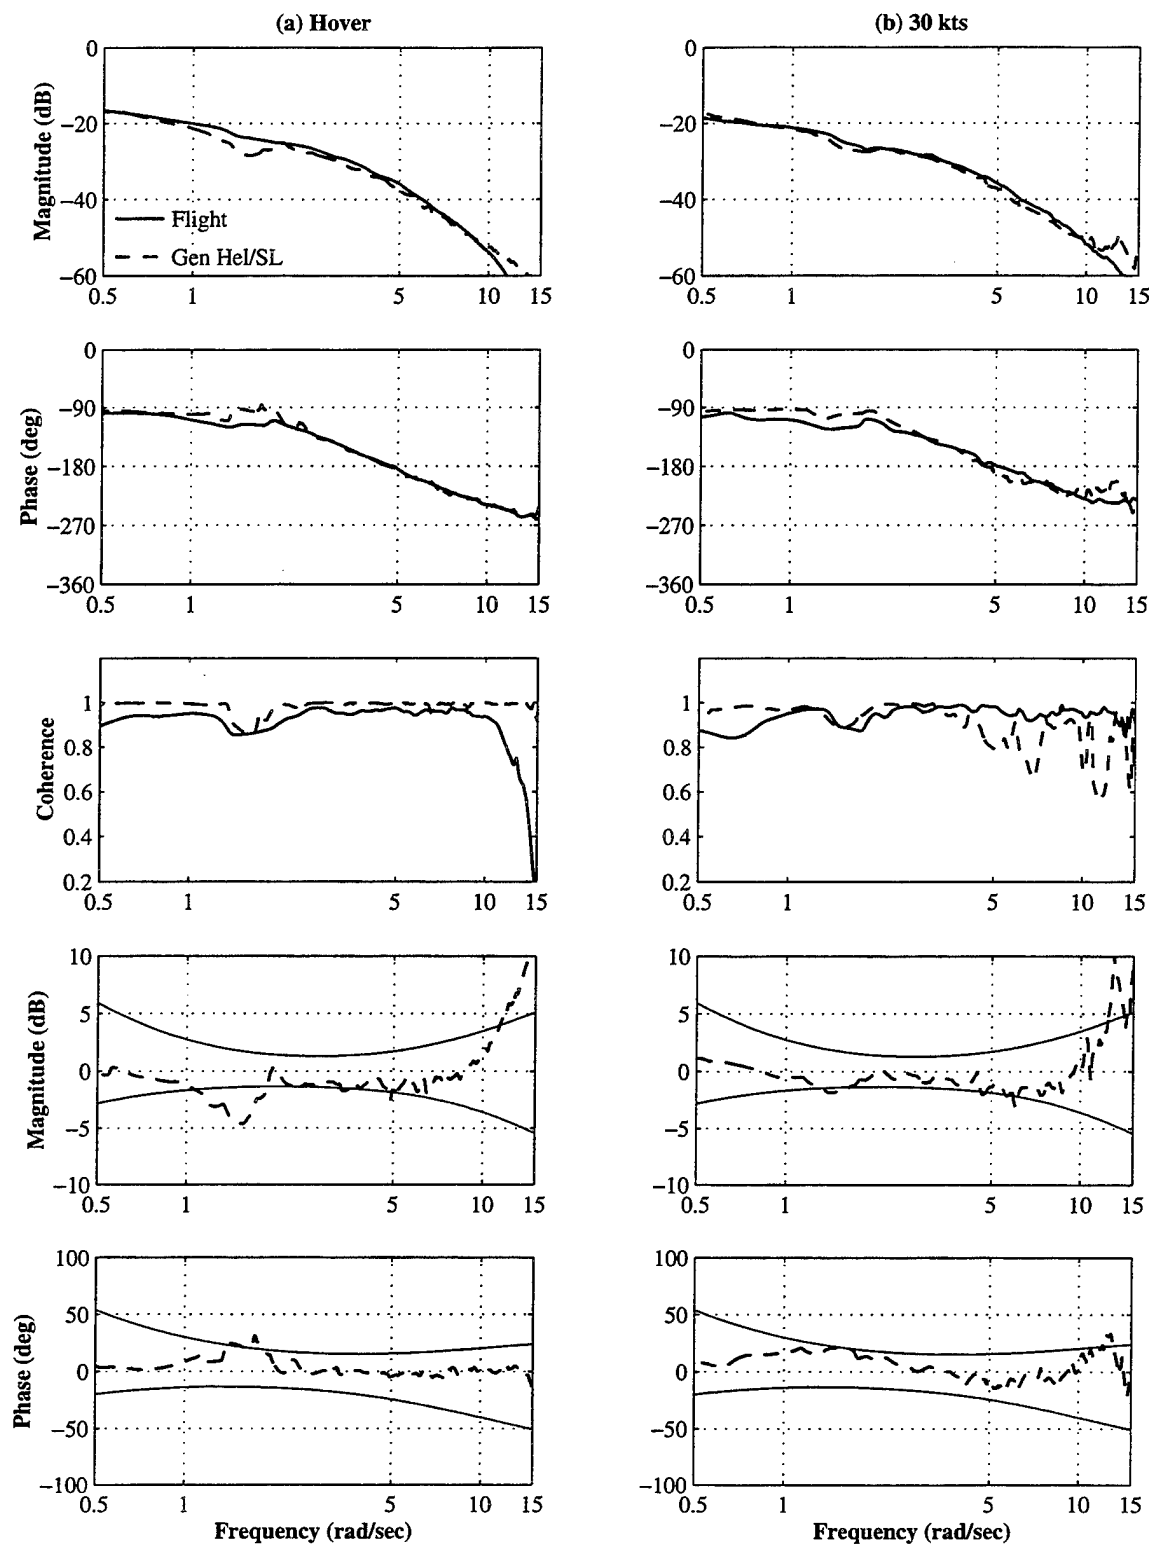 (a) Hover
(b) 30 kts
Magnitude (dB)
0
−20
−40
−60
Flight
Gen Hel/SL
0.5 1 5 10 15
0
−20
−40
−60
0.5 1 5 10 15
Phase (deg)
0
−90
−180
−270
−360
0.5 1 5 10 15
0
−90
−180
−270
−360
0.5 1 5 10 15
Coherence
1
0.8
0.6
0.4
0.2
0.5 1 5 10 15
1
0.8
0.6
0.4
0.2
0.5 1 5 10 15
Magnitude (dB)
10
5
0
−5
−10
0.5 1 5 10 15
10
5
0
−5
−10
0.5 1 5 10 15
Phase (deg)
100
50
0
−50
−100
0.5 1 5 10 15
Frequency (rad/sec)
100
50
0
−50
−100
0.5 1 5 10 15
Frequency (rad/sec)